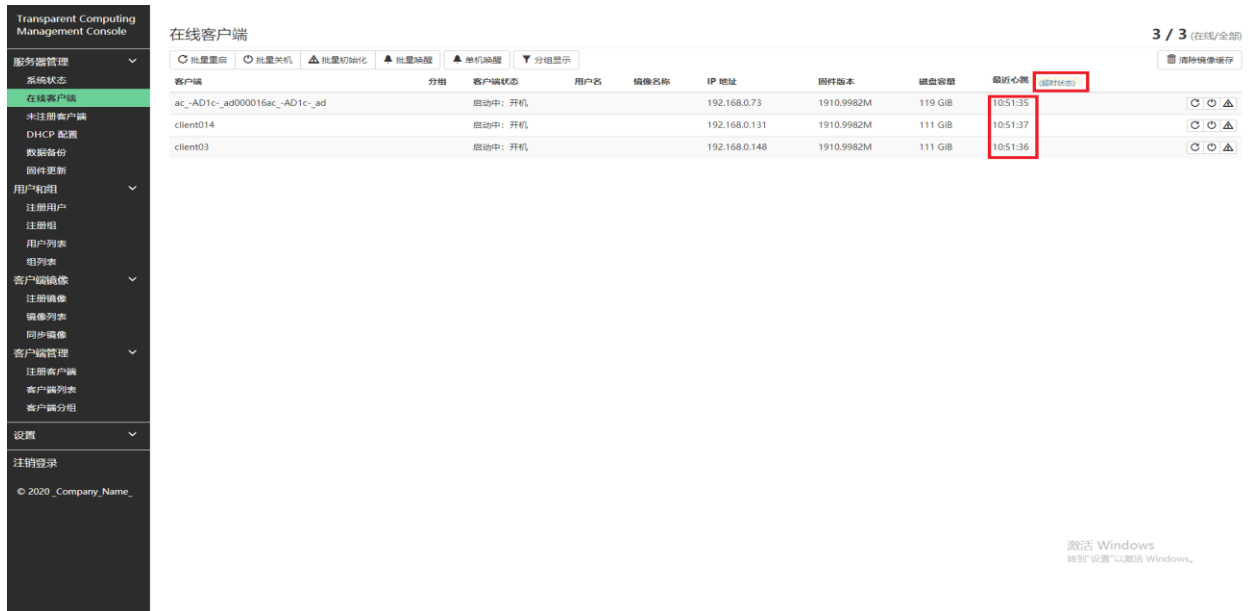 Transparent Computing
Management Console
服务器管理
系统状态
在线客户端
未注册客户端
DHCP 配置
数据备份
固件更新
用户和组
注册用户
注册组
用户列表
组列表
客户端镜像
注册镜像
镜像列表
同步镜像
客户端管理
注册客户端
客户端列表
客户端分组
设置
注销登录
© 2020 _Company_Name_
在线客户端 3 / 3 (在线/全部)
批量重启 批量关机 批量初始化 批量唤醒 单机唤醒 分组显示 清除镜像缓存
客户端 分组 客户端状态 用户名 镜像名称 IP 地址 固件版本 磁盘容量 最近心跳 (超时状态)
ac_-AD1c-_ad000016ac_-AD1c-_ad 启动中: 开机 192.168.0.73 1910.9982M 119 GiB 10:51:35
client014 启动中: 开机 192.168.0.131 1910.9982M 111 GiB 10:51:37
client03 启动中: 开机 192.168.0.148 1910.9982M 111 GiB 10:51:36
激活 Windows
转到"设置"以激活 Windows。